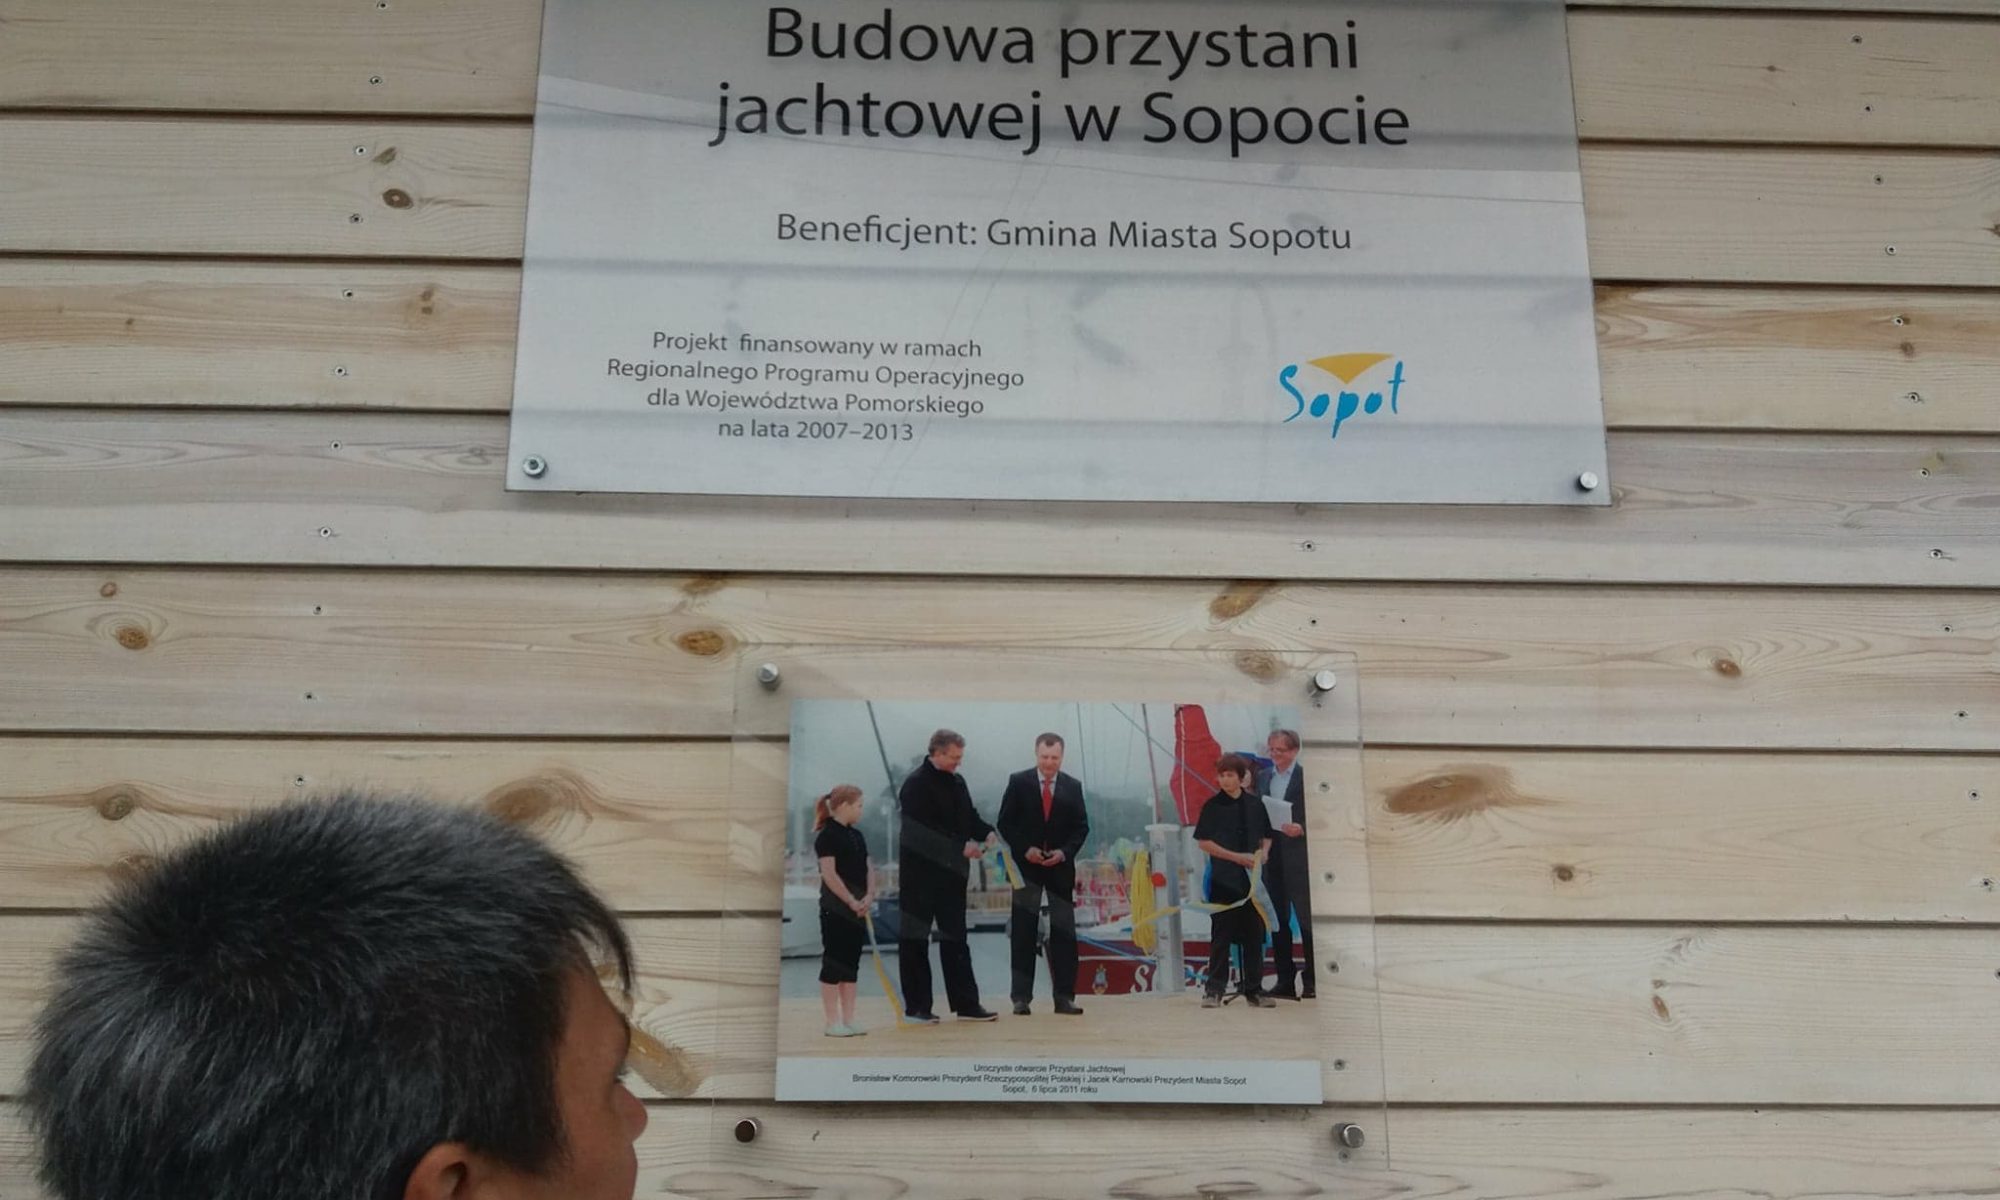 Budowa przystani
jachtowej w Sopocie
Beneficjent: Gmina Miasta Sopotu
Projekt finansowany w ramach
Regionalnego Programu Operacyjnego
dla Województwa Pomorskiego
na lata 2007–2013
Sopot
Uroczyste otwarcie Przystani Jachtowej
Bronisław Komorowski Prezydent Rzeczypospolitej Polskiej i Jacek Karnowski Prezydent Miasta Sopot
Sopot, 6 lipca 2011 roku